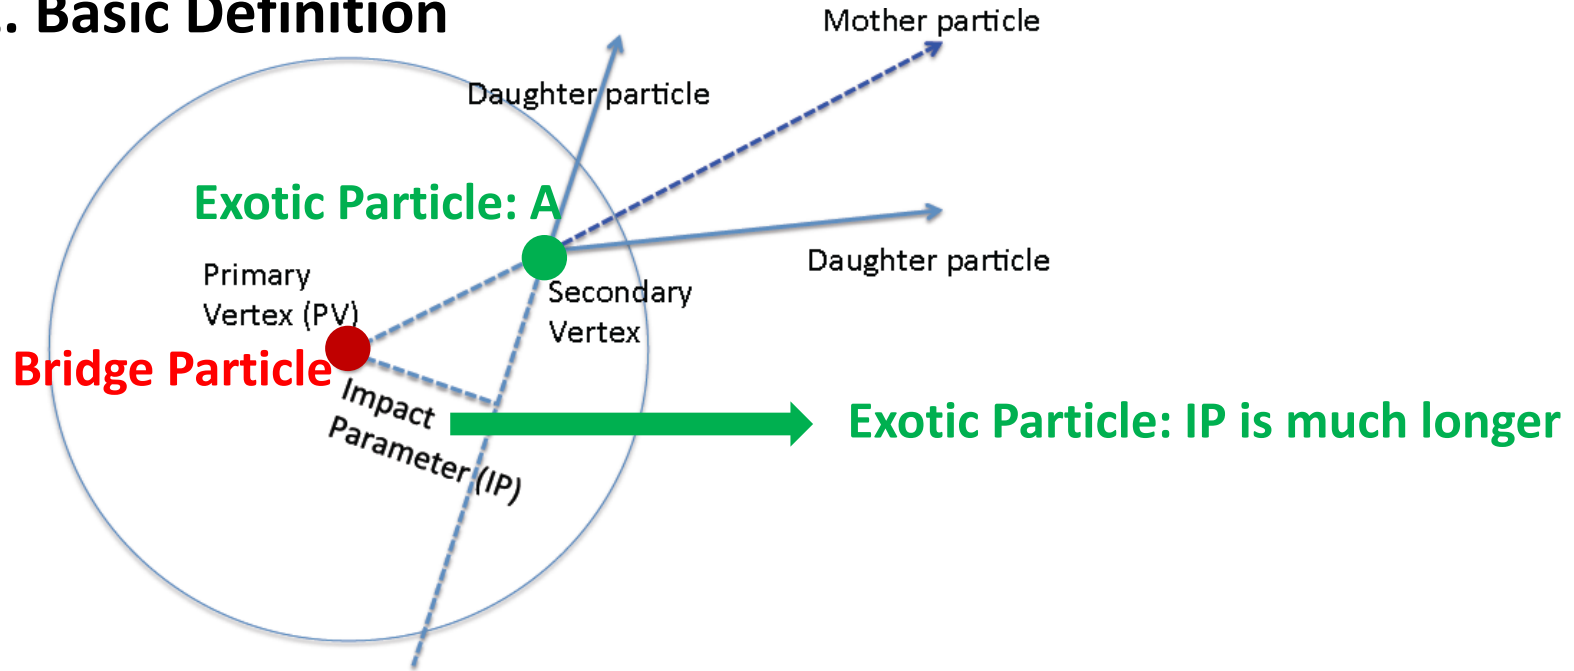 . Basic Definition
Mother particle
Daughter particle
Exotic Particle: A
Daughter particle
Primary
Vertex (PV)
Secondary
Vertex
Bridge Particle
Impact
Parameter (IP)
Exotic Particle: IP is much longer